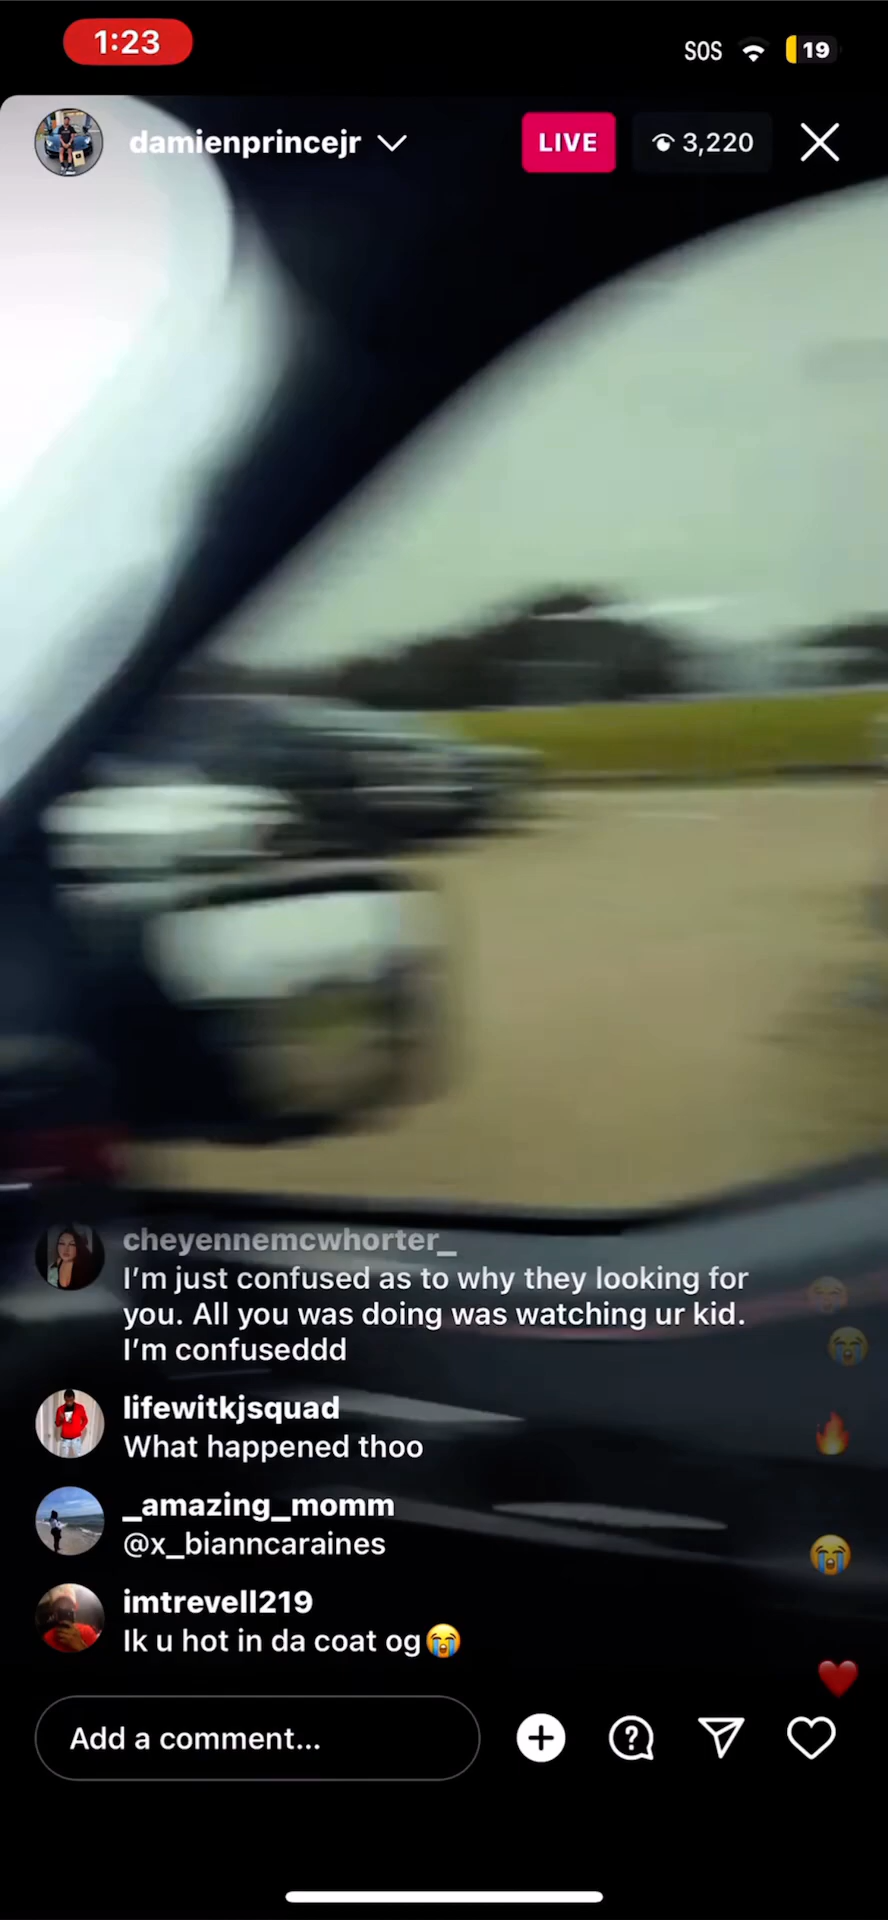 1:23
SOS
19
damienprincejr
LIVE
3,220
cheyennemcwhorter_
I'm just confused as to why they looking for
you. All you was doing was watching ur kid.
I'm confuseddd
lifewitkjsquad
What happened thoo
_amazing_momm
@x_bianncaraines
imtrevell219
Ik u hot in da coat og😭
Add a comment...